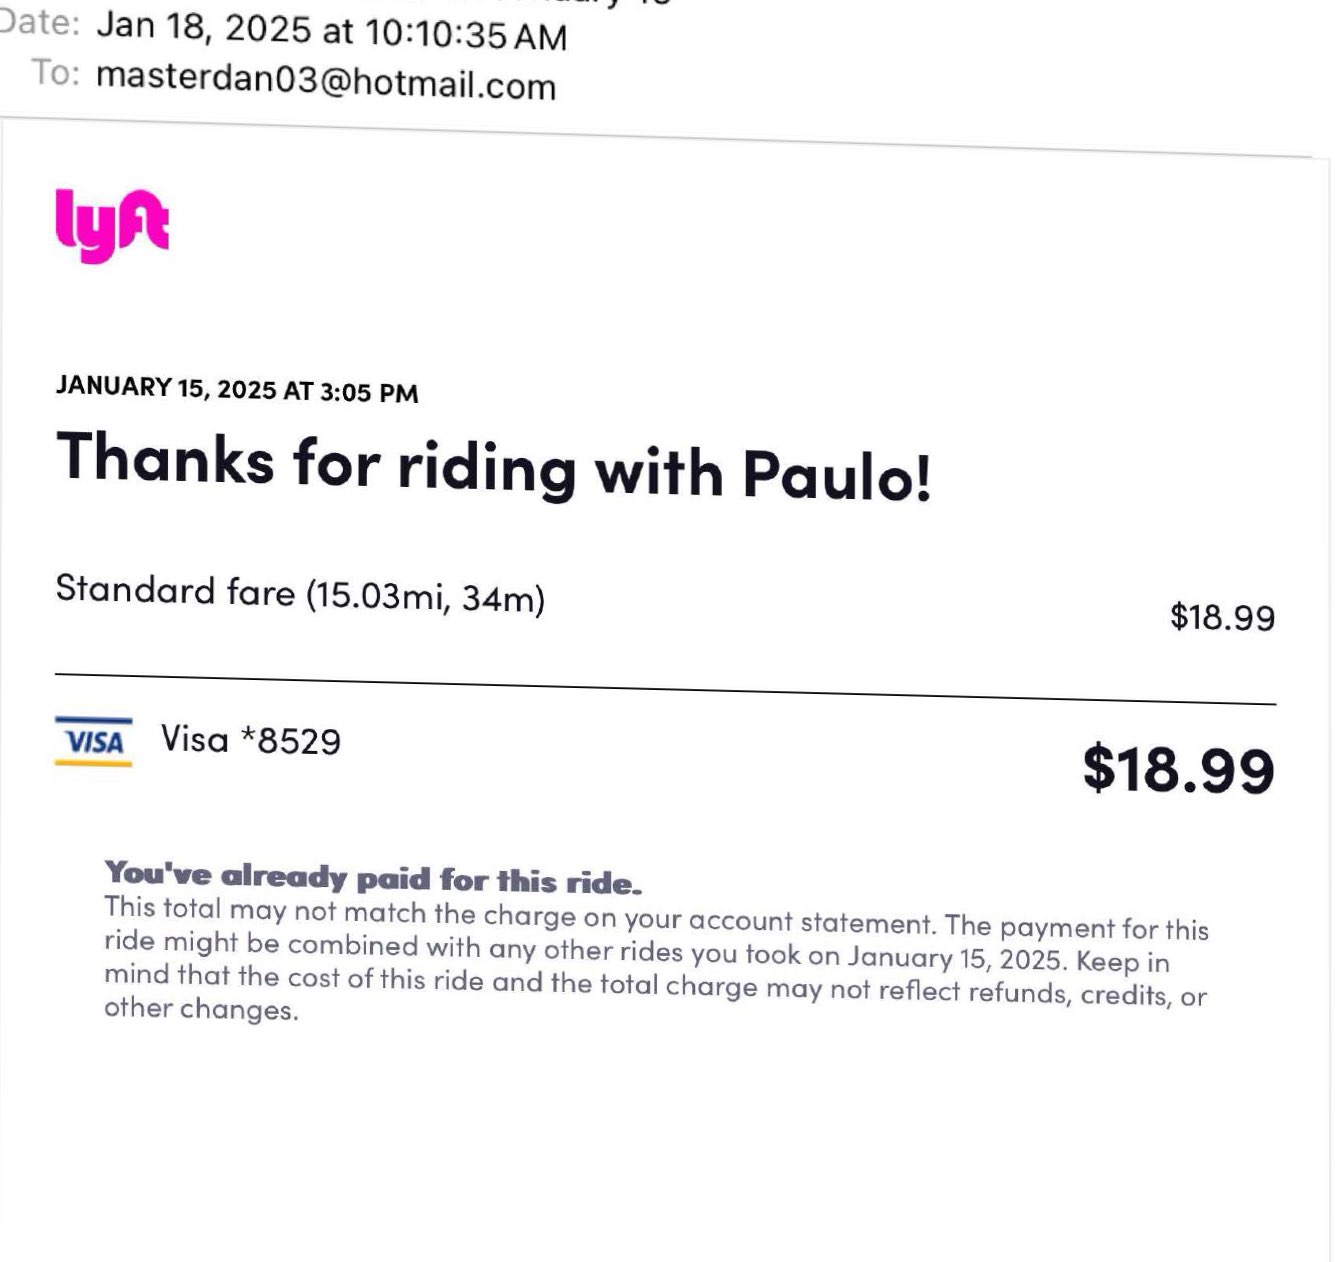 Date: Jan 18, 2025 at 10:10:35 AM
To: masterdan03@hotmail.com
lyft
JANUARY 15, 2025 AT 3:05 PM
Thanks for riding with Paulo!
Standard fare (15.03mi, 34m) $18.99
VISA Visa *8529 $18.99
You've already paid for this ride.
This total may not match the charge on your account statement. The payment for this
ride might be combined with any other rides you took on January 15, 2025. Keep in
mind that the cost of this ride and the total charge may not reflect refunds, credits, or
other changes.